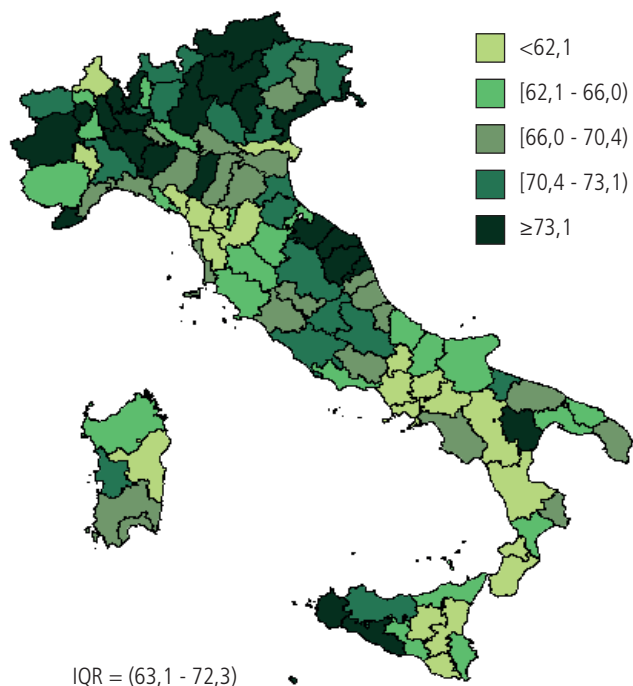 <62,1
[62,1 - 66,0)
[66,0 - 70,4)
[70,4 - 73,1)
≥73,1
IQR = (63,1 - 72,3)